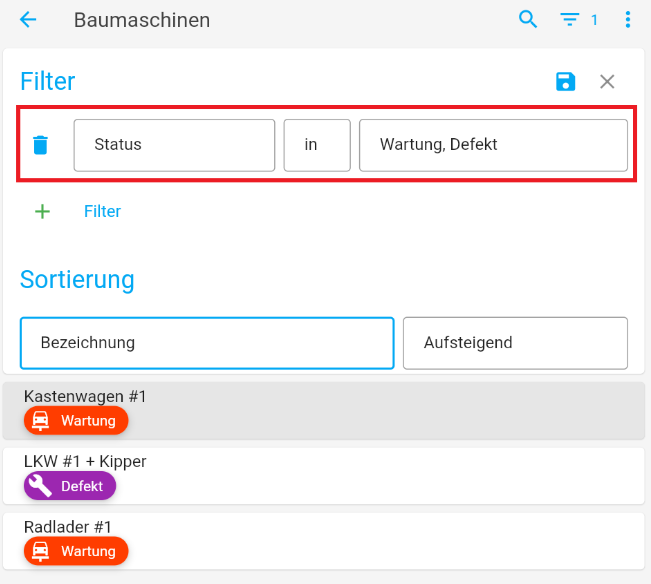 Baumaschinen 1
Filter
Status in Wartung, Defekt
Filter
Sortierung
Bezeichnung Aufsteigend
Kastenwagen #1
Wartung
LKW #1 + Kipper
Defekt
Radlader #1
Wartung